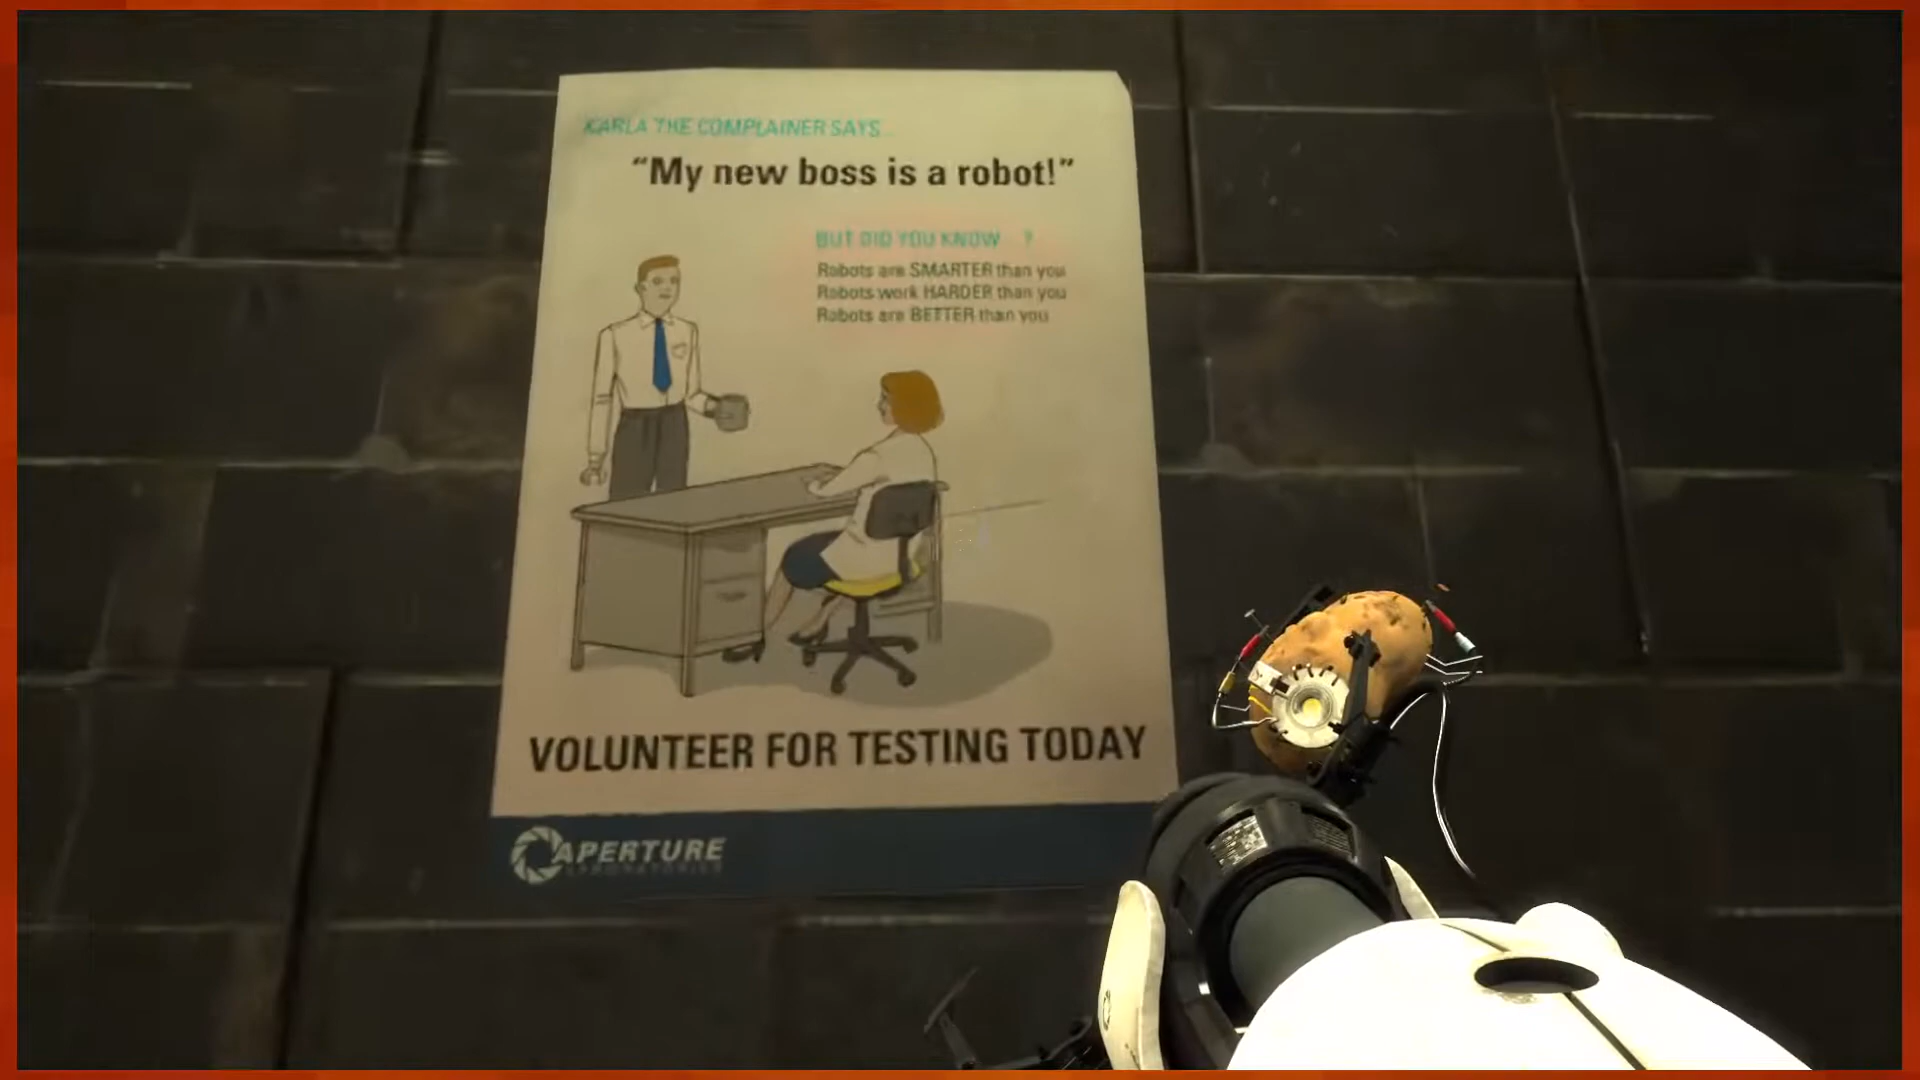 KARLA THE COMPLAINER SAYS...
“My new boss is a robot!”
BUT DID YOU KNOW...?
Robots are SMARTER than you
Robots work HARDER than you
Robots are BETTER than you
VOLUNTEER FOR TESTING TODAY
APERTURE
LABORATORIES